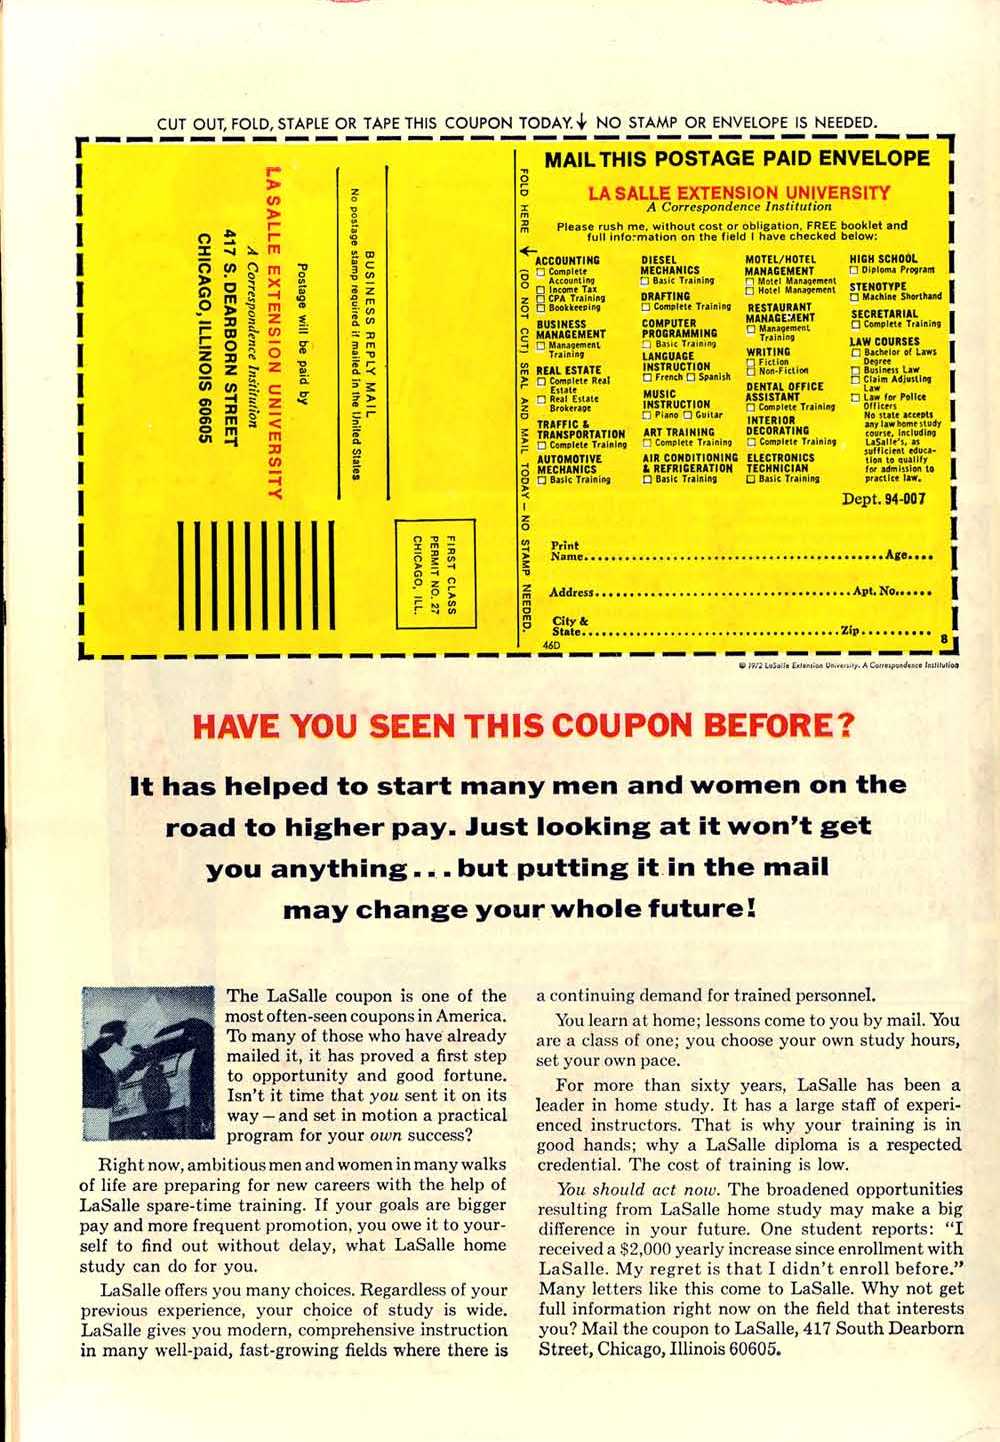 CUT OUT, FOLD, STAPLE OR TAPE THIS COUPON TODAY.↓ NO STAMP OR ENVELOPE IS NEEDED.
LASALLE EXTENSION UNIVERSITY
A Correspondence Institution
417 S. DEARBORN STREET
CHICAGO, ILLINOIS 60605
Postage will be paid by
No postage stamp required if mailed in the United States
BUSINESS REPLY MAIL
FIRST CLASS
PERMIT NO. 27
CHICAGO, ILL.
FOLD HERE → (DO NOT CUT) SEAL AND MAIL TODAY – NO STAMP NEEDED.
MAIL THIS POSTAGE PAID ENVELOPE
LA SALLE EXTENSION UNIVERSITY
A Correspondence Institution
Please rush me, without cost or obligation, FREE booklet and
full information on the field I have checked below:
ACCOUNTING
☐ Complete
Accounting
☐ Income Tax
☐ CPA Training
☐ Bookkeeping
BUSINESS
MANAGEMENT
☐ Management
Training
REAL ESTATE
☐ Complete Real
Estate
☐ Real Estate
Brokerage
TRAFFIC &
TRANSPORTATION
☐ Complete Training
AUTOMOTIVE
MECHANICS
☐ Basic Training
DIESEL
MECHANICS
☐ Basic Training
DRAFTING
☐ Complete Training
COMPUTER
PROGRAMMING
☐ Basic Training
LANGUAGE
INSTRUCTION
☐ French ☐ Spanish
MUSIC
INSTRUCTION
☐ Piano ☐ Guitar
ART TRAINING
☐ Complete Training
AIR CONDITIONING
& REFRIGERATION
☐ Basic Training
MOTEL/HOTEL
MANAGEMENT
☐ Motel Management
☐ Hotel Management
RESTAURANT
MANAGEMENT
☐ Management
Training
WRITING
☐ Fiction
☐ Non-Fiction
DENTAL OFFICE
ASSISTANT
☐ Complete Training
INTERIOR
DECORATING
☐ Complete Training
ELECTRONICS
TECHNICIAN
☐ Basic Training
HIGH SCHOOL
☐ Diploma Program
STENOTYPE
☐ Machine Shorthand
SECRETARIAL
☐ Complete Training
LAW COURSES
☐ Bachelor of Laws
Degree
☐ Business Law
☐ Claim Adjusting
Law
☐ Law for Police
Officers
No state accepts
any law home study
course, including
LaSalle's, as
sufficient educa-
tion to qualify
for admission to
practice law.
Dept. 94-007
Print
Name.......... Age....
Address.......... Apt. No.......
City &
State.......... Zip..........
46D
8
© 1972 LaSalle Extension University. A Correspondence Institution
HAVE YOU SEEN THIS COUPON BEFORE?
It has helped to start many men and women on the
road to higher pay. Just looking at it won't get
you anything...but putting it in the mail
may change your whole future!
The LaSalle coupon is one of the
most often-seen coupons in America.
To many of those who have already
mailed it, it has proved a first step
to opportunity and good fortune.
Isn't it time that you sent it on its
way—and set in motion a practical
program for your own success?
Right now, ambitious men and women in many walks
of life are preparing for new careers with the help of
LaSalle spare-time training. If your goals are bigger
pay and more frequent promotion, you owe it to your-
self to find out without delay, what LaSalle home
study can do for you.
LaSalle offers you many choices. Regardless of your
previous experience, your choice of study is wide.
LaSalle gives you modern, comprehensive instruction
in many well-paid, fast-growing fields where there is
a continuing demand for trained personnel.
You learn at home; lessons come to you by mail. You
are a class of one; you choose your own study hours,
set your own pace.
For more than sixty years, LaSalle has been a
leader in home study. It has a large staff of experi-
enced instructors. That is why your training is in
good hands; why a LaSalle diploma is a respected
credential. The cost of training is low.
You should act now. The broadened opportunities
resulting from LaSalle home study may make a big
difference in your future. One student reports: "I
received a $2,000 yearly increase since enrollment with
LaSalle. My regret is that I didn't enroll before."
Many letters like this come to LaSalle. Why not get
full information right now on the field that interests
you? Mail the coupon to LaSalle, 417 South Dearborn
Street, Chicago, Illinois 60605.